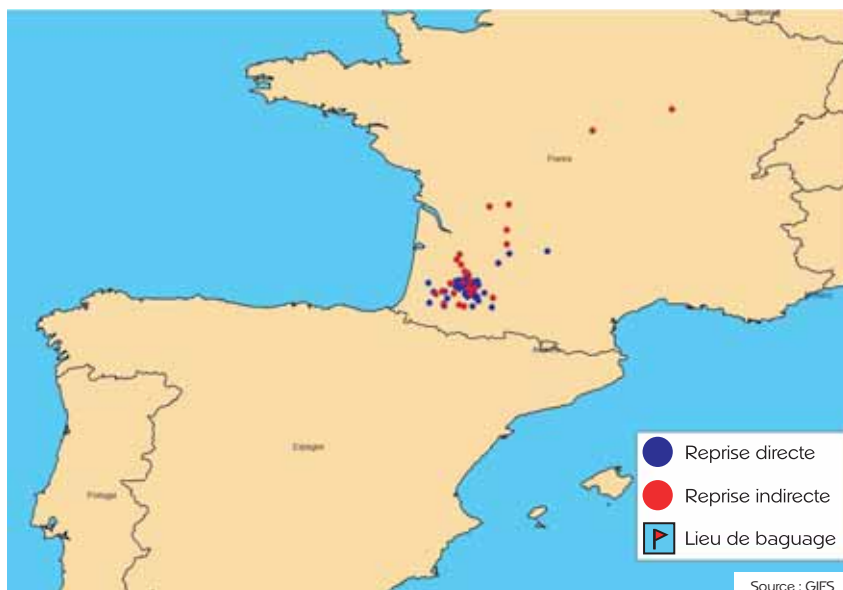 France
Espagne
Portugal
Reprise directe
Reprise indirecte
Lieu de baguage
Source : GIFS